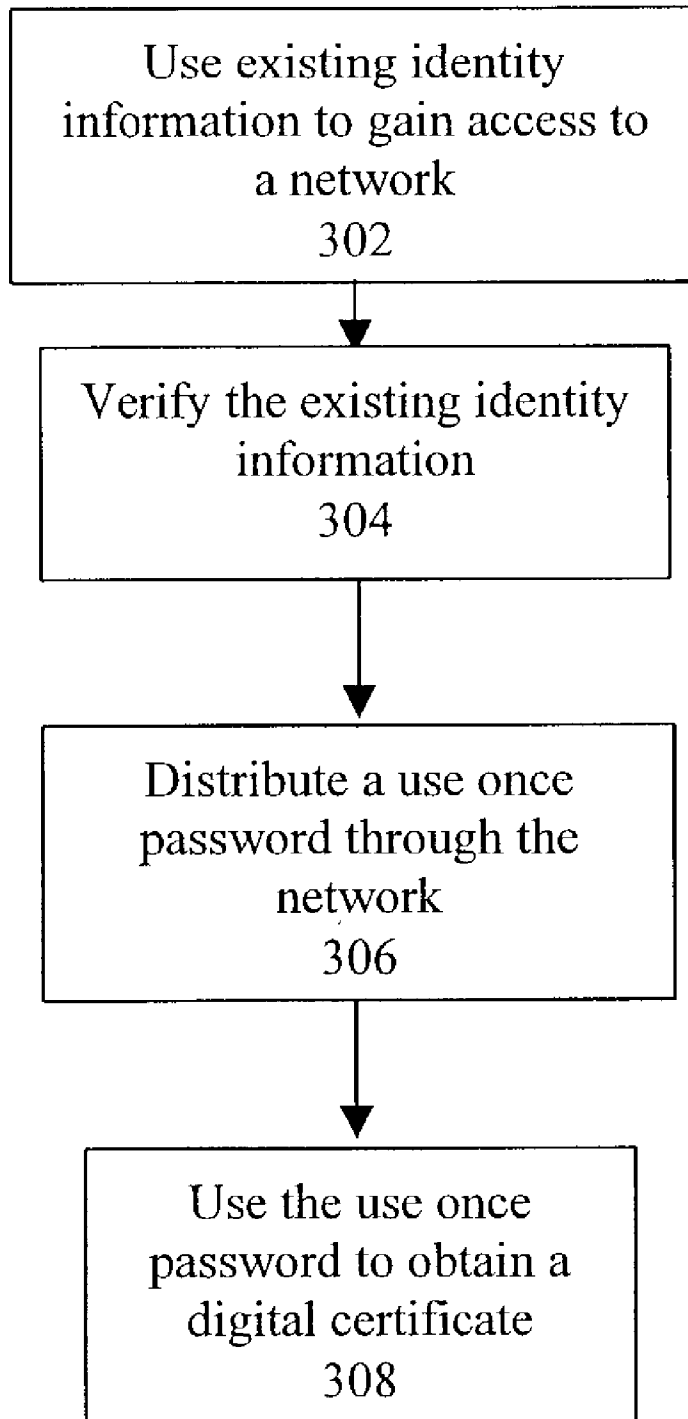 Use existing identity
information to gain access to
a network
302
Verify the existing identity
information
304
Distribute a use once
password through the
network
306
Use the use once
password to obtain a
digital certificate
308